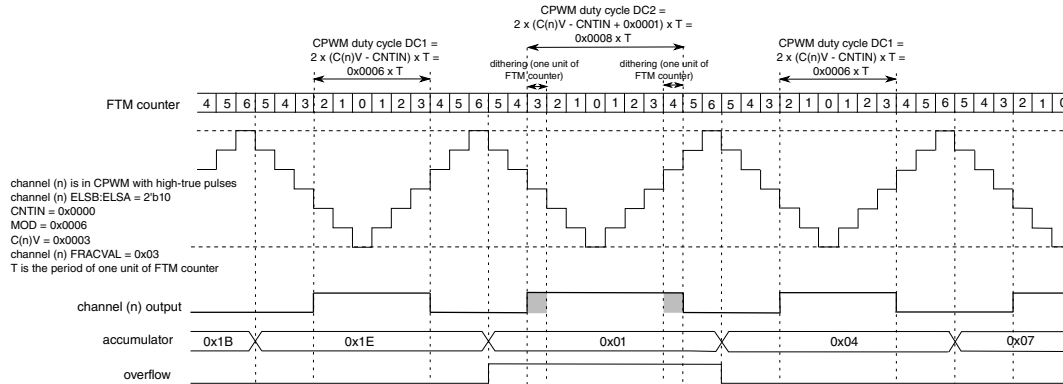 CPWM duty cycle DC1 =
2 x (C(n)V - CNTIN) x T =
0x0006 x T
CPWM duty cycle DC2 =
2 x (C(n)V - CNTIN + 0x0001) x T =
0x0008 x T
CPWM duty cycle DC1 =
2 x (C(n)V - CNTIN) x T =
0x0006 x T
dithering (one unit of
FTM counter)
dithering (one unit of
FTM counter)
FTM counter 4 5 6 5 4 3 2 1 0 1 2 3 4 5 6 5 4 3 2 1 0 1 2 3 4 5 6 5 4 3 2 1 0 1 2 3 4 5 6 5 4 3 2 1 0
channel (n) is in CPWM with high-true pulses
channel (n) ELSB:ELSA = 2'b10
CNTIN = 0x0000
MOD = 0x0006
C(n)V = 0x0003
channel (n) FRACVAL = 0x03
T is the period of one unit of FTM counter
channel (n) output
accumulator 0x1B 0x1E 0x01 0x04 0x07
overflow